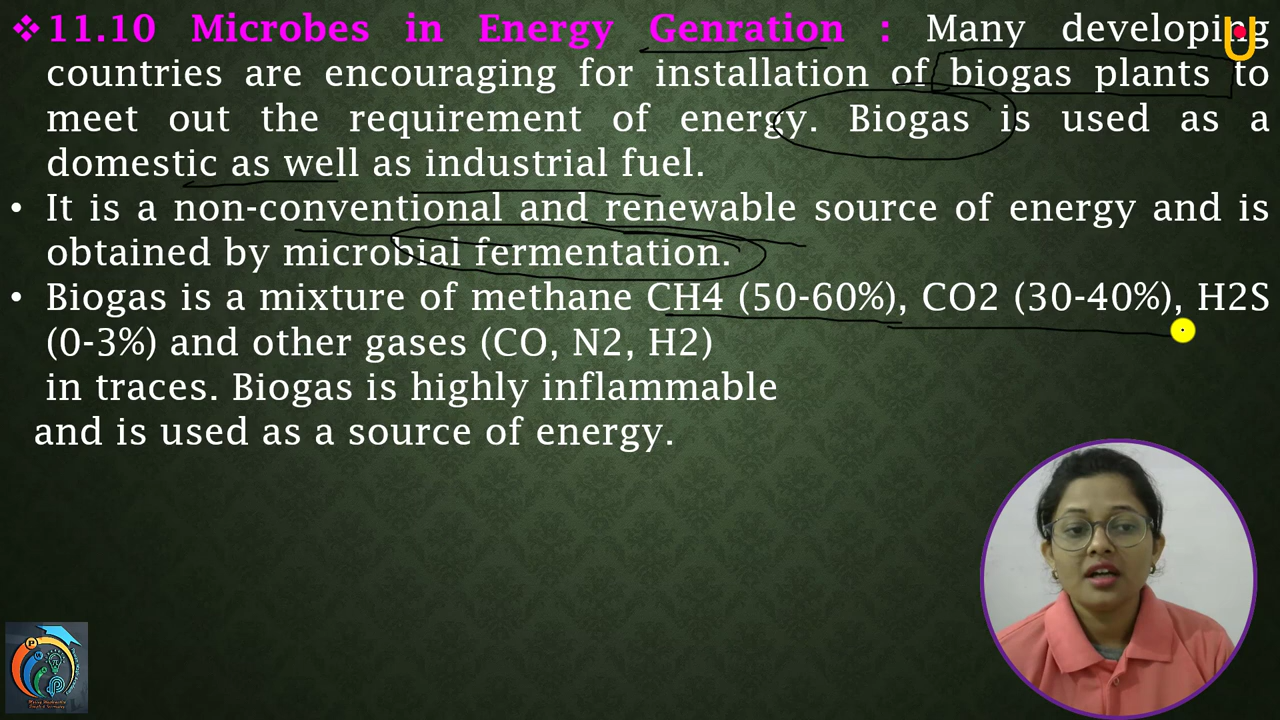 ❖11.10 Microbes in Energy Genration : Many developing
countries are encouraging for installation of biogas plants to
meet out the requirement of energy. Biogas is used as a
domestic as well as industrial fuel.
• It is a non-conventional and renewable source of energy and is
obtained by microbial fermentation.
• Biogas is a mixture of methane CH4 (50-60%), CO2 (30-40%), H2S
(0-3%) and other gases (CO, N2, H2)
in traces. Biogas is highly inflammable
and is used as a source of energy.